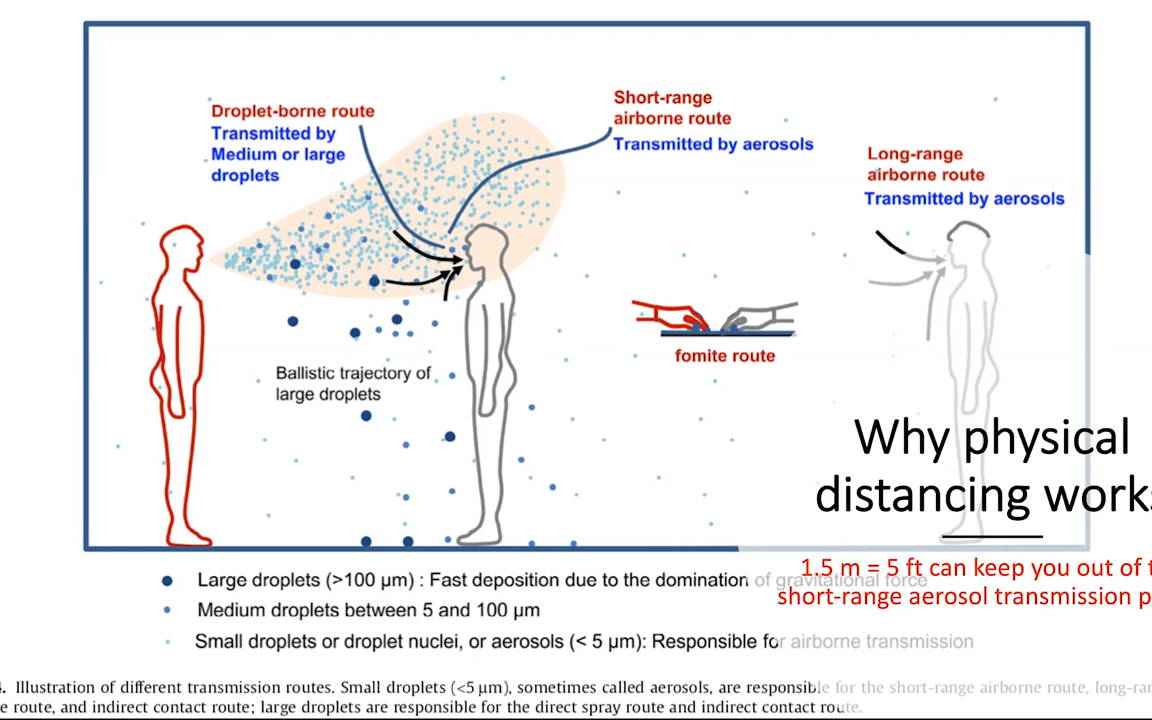 Droplet-borne route
Transmitted by
Medium or large
droplets
Short-range
airborne route
Transmitted by aerosols
Long-range
airborne route
Transmitted by aerosols
fomite route
Ballistic trajectory of
large droplets
Why physical
distancing works
1.5 m = 5 ft can keep you out of t
short-range aerosol transmission p
Large droplets (>100 µm) : Fast deposition due to the domination of gravitational force
Medium droplets between 5 and 100 µm
Small droplets or droplet nuclei, or aerosols (< 5 µm): Responsible for airborne transmission
. Illustration of different transmission routes. Small droplets (<5 µm), sometimes called aerosols, are responsible for the short-range airborne route, long-ran
e route, and indirect contact route; large droplets are responsible for the direct spray route and indirect contact route.